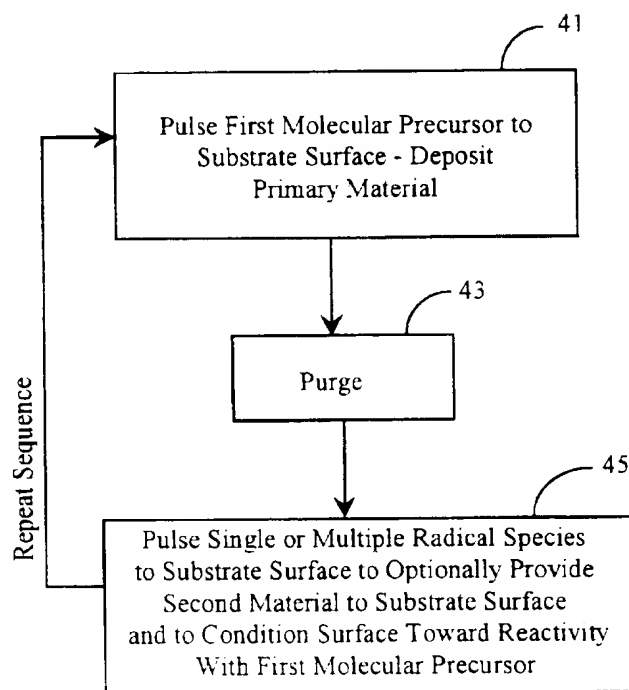 41
Pulse First Molecular Precursor to
Substrate Surface - Deposit
Primary Material
43
Purge
Repeat Sequence
45
Pulse Single or Multiple Radical Species
to Substrate Surface to Optionally Provide
Second Material to Substrate Surface
and to Condition Surface Toward Reactivity
With First Molecular Precursor